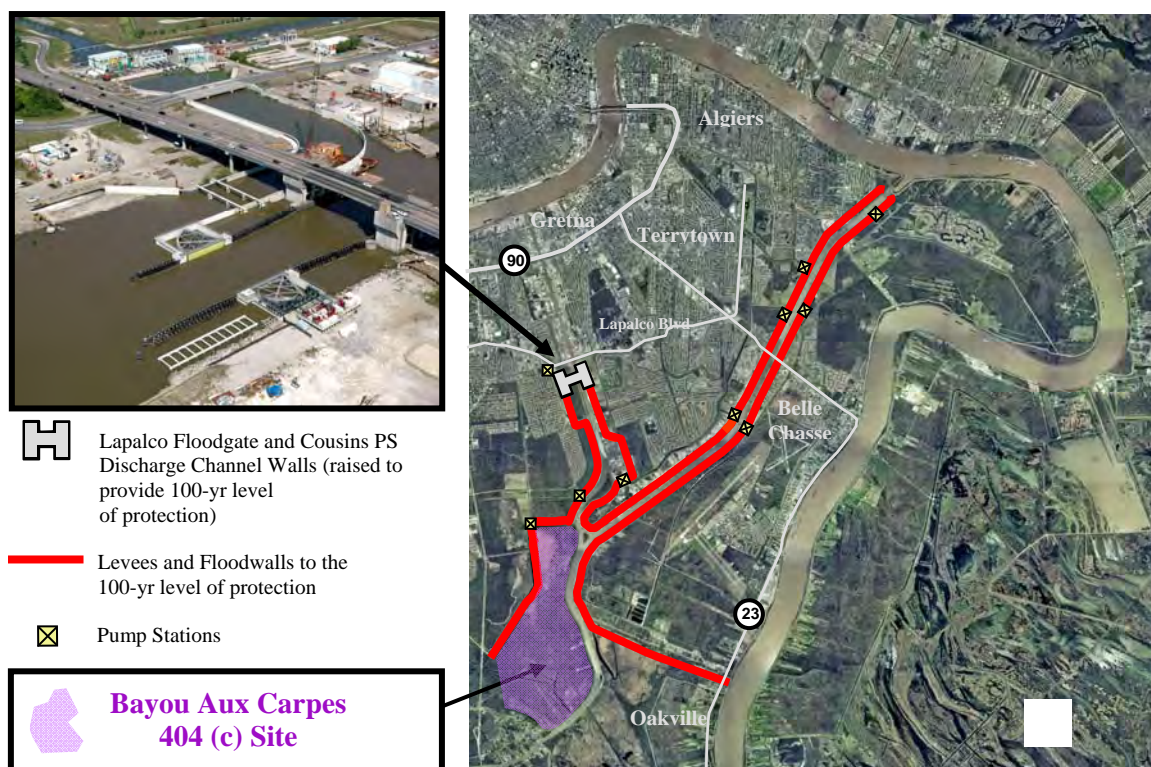 Lapalco Floodgate and Cousins PS
Discharge Channel Walls (raised to
provide 100-yr level
of protection)
Levees and Floodwalls to the
100-yr level of protection
Pump Stations
Bayou Aux Carpes
404 (c) Site
Algiers
Gretna
Terrytown
90
Lapalco Blvd
Belle
Chasse
23
Oakville